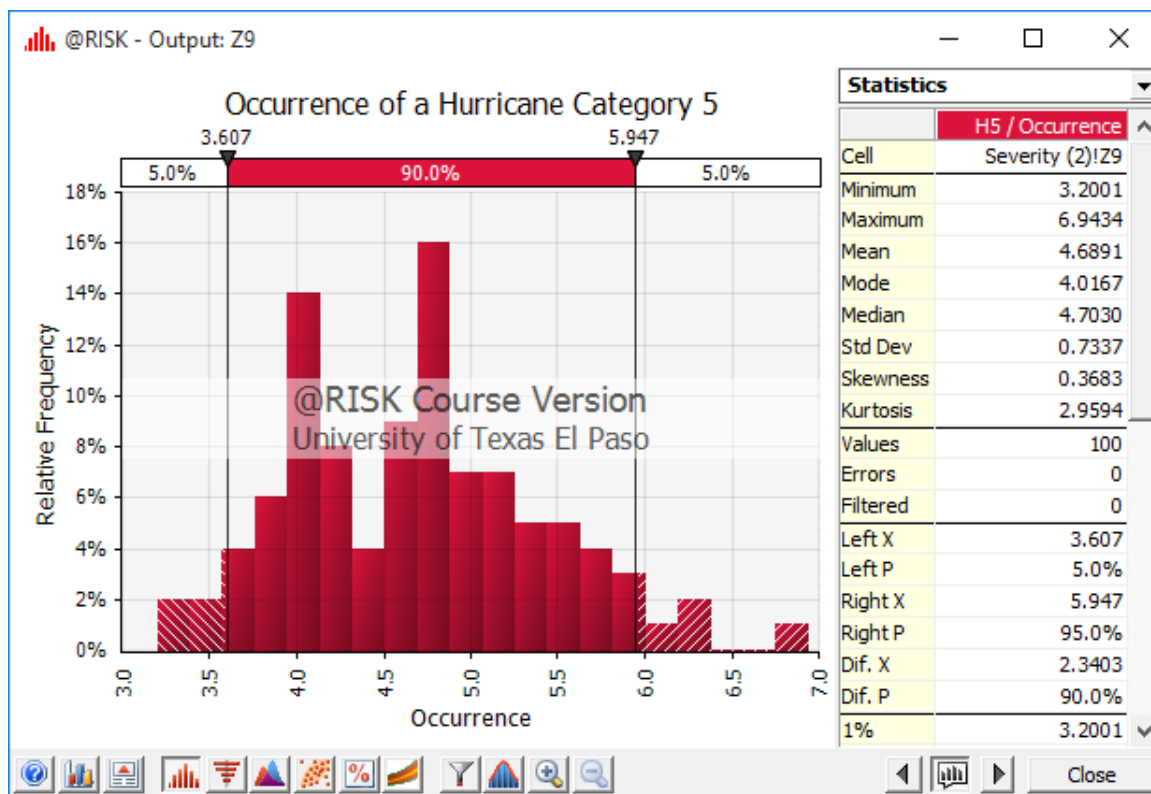 @RISK - Output: Z9
Occurrence of a Hurricane Category 5
3.607 5.947
5.0% 90.0% 5.0%
18%
16%
14%
12%
10%
8%
6%
4%
2%
0%
Relative Frequency
@RISK Course Version
University of Texas El Paso
3.0 3.5 4.0 4.5 5.0 5.5 6.0 6.5 7.0
Occurrence
Statistics
H5 / Occurrence
Cell Severity (2)!Z9
Minimum 3.2001
Maximum 6.9434
Mean 4.6891
Mode 4.0167
Median 4.7030
Std Dev 0.7337
Skewness 0.3683
Kurtosis 2.9594
Values 100
Errors 0
Filtered 0
Left X 3.607
Left P 5.0%
Right X 5.947
Right P 95.0%
Dif. X 2.3403
Dif. P 90.0%
1% 3.2001
Close